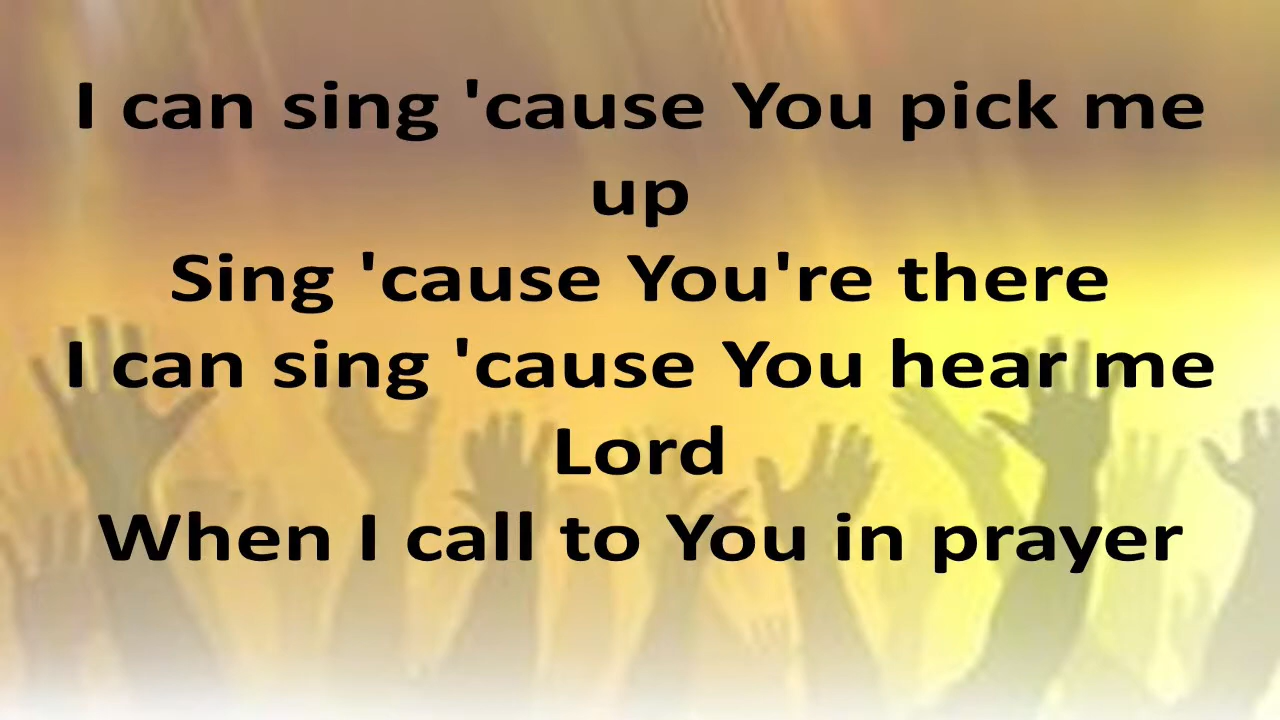 I can sing 'cause You pick me
up
Sing 'cause You're there
I can sing 'cause You hear me
Lord
When I call to You in prayer